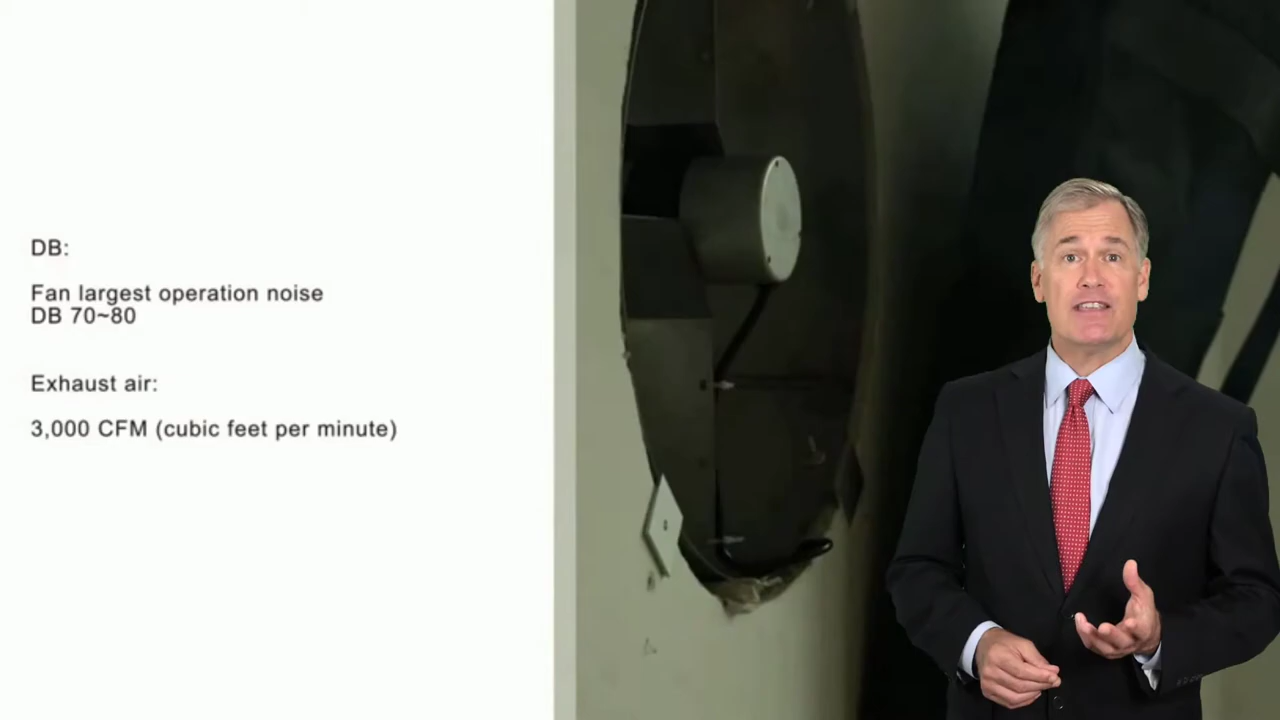 DB:
Fan largest operation noise
DB 70~80
Exhaust air:
3,000 CFM (cubic feet per minute)